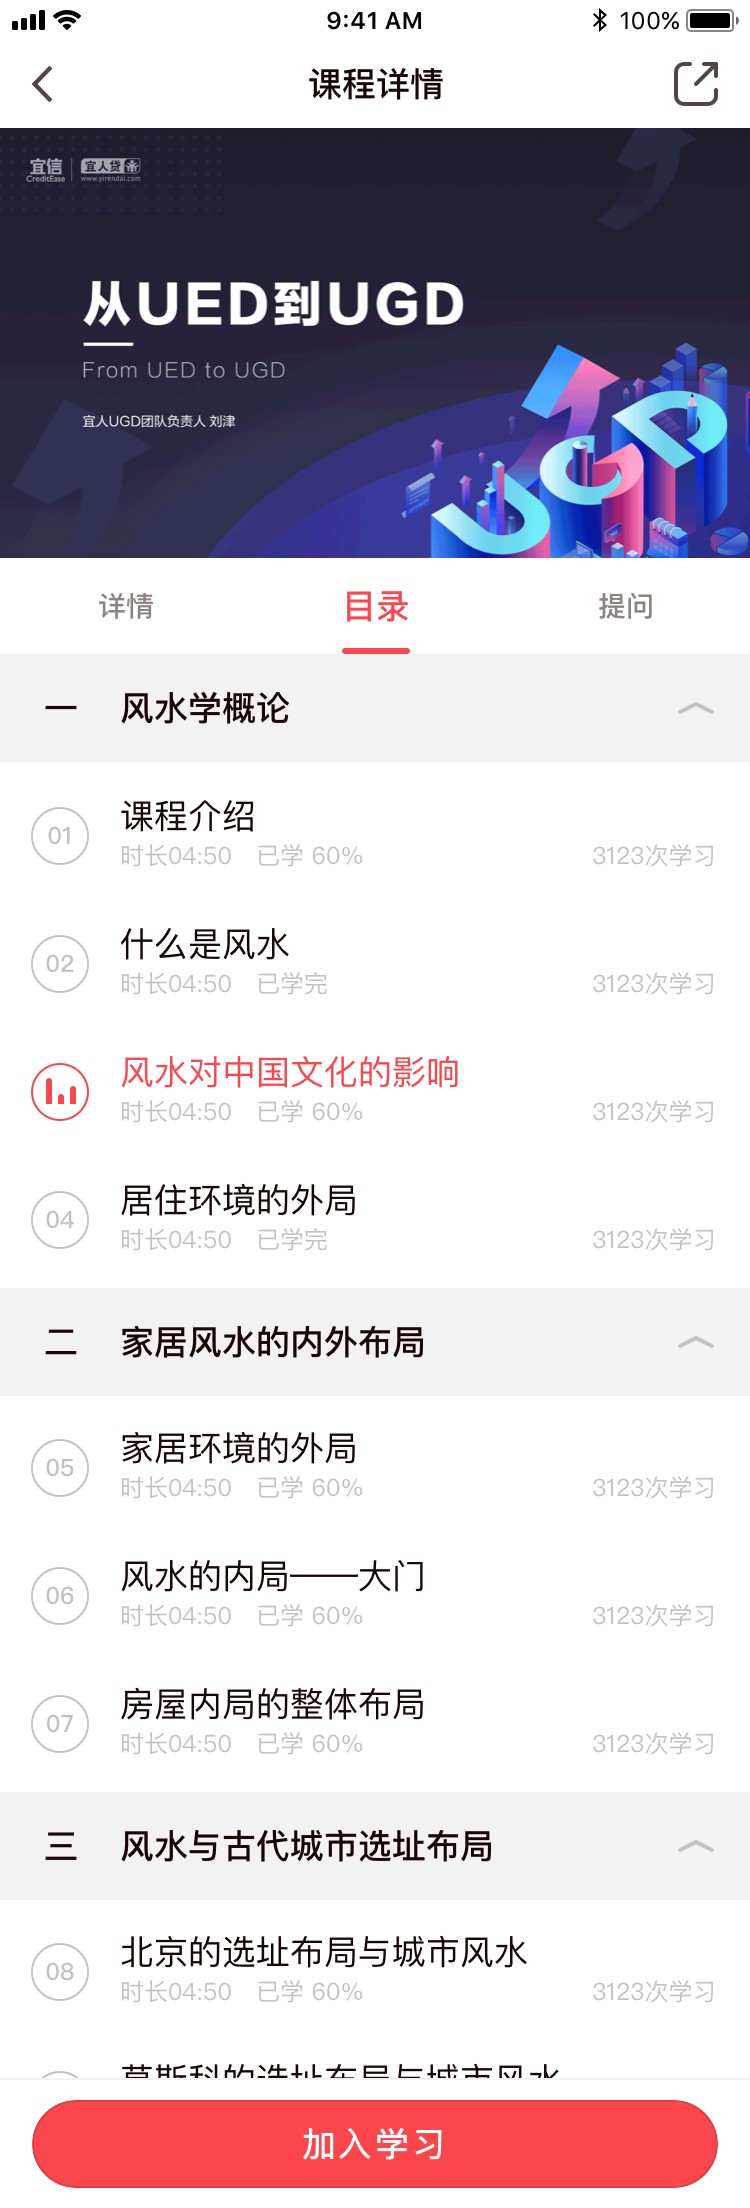 9:41 AM
100%
课程详情
宜信
CreditEase
宜人贷
www.yirendai.com
从UED到UGD
From UED to UGD
宜人UGD团队负责人 刘津
UGD
详情
目录
提问
一 风水学概论
01
课程介绍
时长04:50 已学 60% 3123次学习
02
什么是风水
时长04:50 已学完 3123次学习
风水对中国文化的影响
时长04:50 已学 60% 3123次学习
04
居住环境的外局
时长04:50 已学完 3123次学习
二 家居风水的内外布局
05
家居环境的外局
时长04:50 已学 60% 3123次学习
06
风水的内局——大门
时长04:50 已学 60% 3123次学习
07
房屋内局的整体布局
时长04:50 已学 60% 3123次学习
三 风水与古代城市选址布局
08
北京的选址布局与城市风水
时长04:50 已学 60% 3123次学习
莫斯科的选址布局与城市风水
加入学习